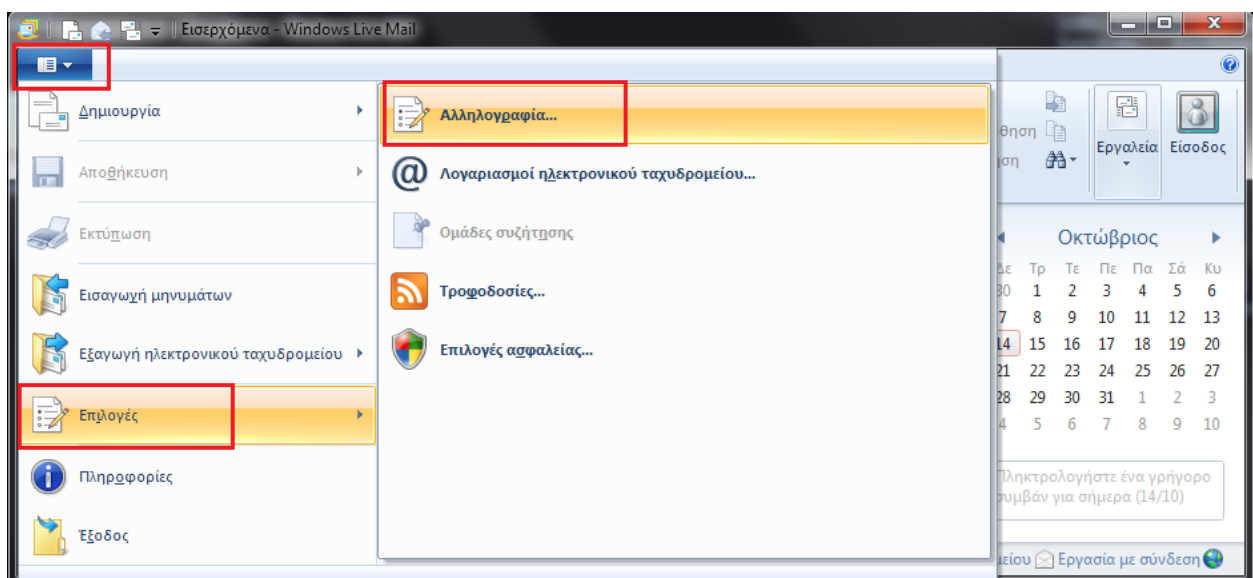 Εισερχόμενα - Windows Live Mail
Δημιουργία
Αποθήκευση
Εκτύπωση
Εισαγωγή μηνυμάτων
Εξαγωγή ηλεκτρονικού ταχυδρομείου
Επιλογές
Πληροφορίες
Έξοδος
Αλληλογραφία...
Λογαριασμοί ηλεκτρονικού ταχυδρομείου...
Ομάδες συζήτησης
Τροφοδοσίες...
Επιλογές ασφαλείας...
Εργαλεία
Είσοδος
Οκτώβριος
Δε Τρ Τε Πε Πα Σά Κυ
30 1 2 3 4 5 6
7 8 9 10 11 12 13
14 15 16 17 18 19 20
21 22 23 24 25 26 27
28 29 30 31 1 2 3
4 5 6 7 8 9 10
Πληκτρολογήστε ένα γρήγορο
συμβάν για σήμερα (14/10)
Εργασία με σύνδεση